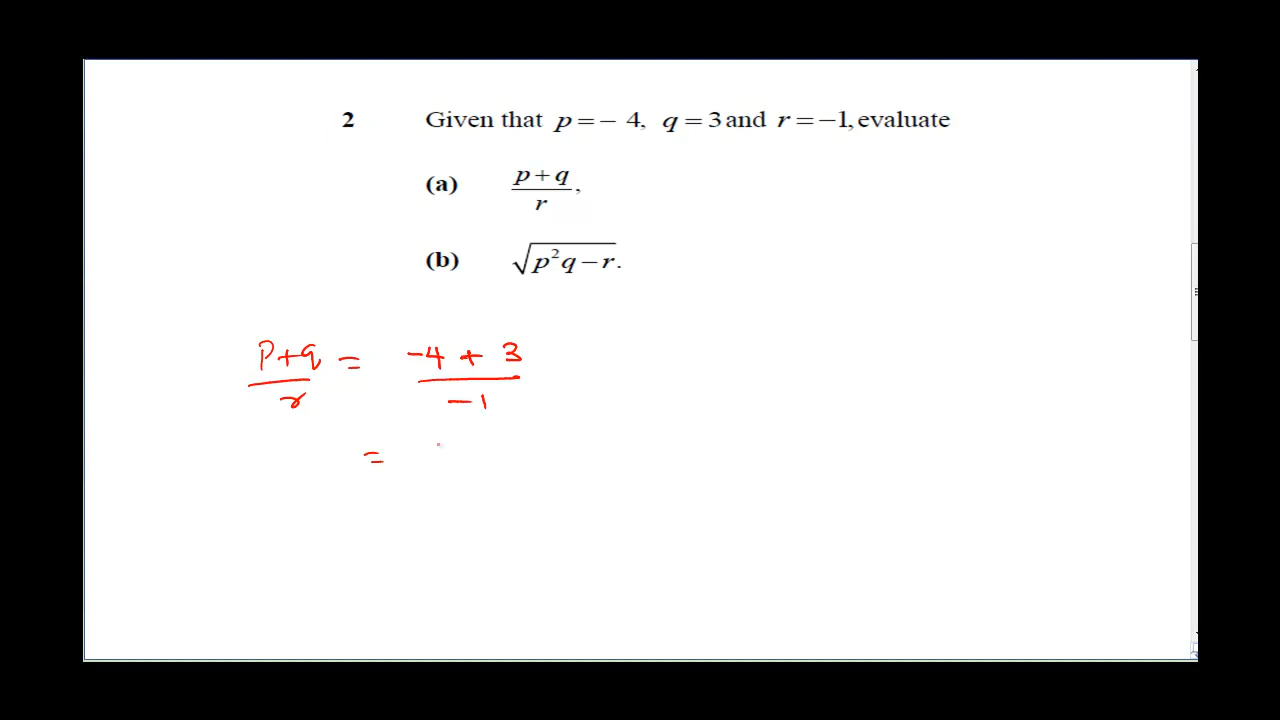 2 Given that p = − 4, q = 3 and r = −1, evaluate
(a) (p + q)/r,
(b) √(p²q − r).
(p+q)/r = (-4 + 3)/(-1)
=